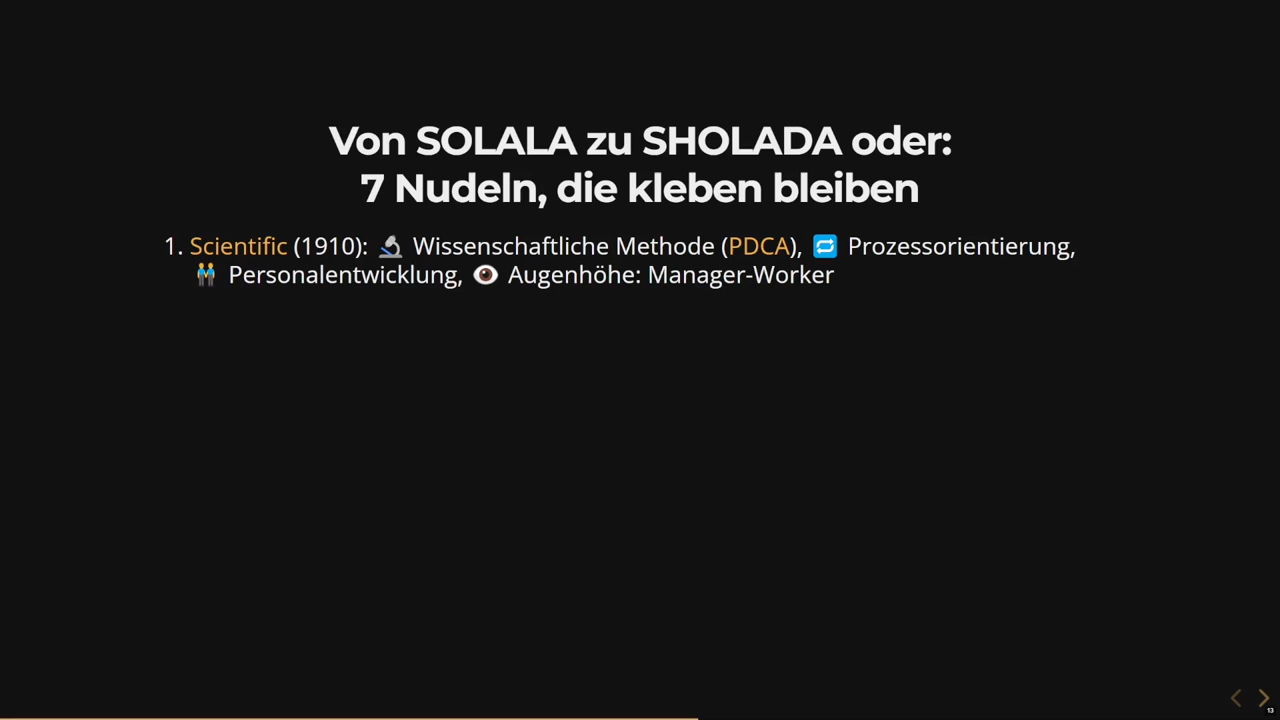 Von SOLALA zu SHOLADA oder:
7 Nudeln, die kleben bleiben
1. Scientific (1910): 🔬 Wissenschaftliche Methode (PDCA), 🔁 Prozessorientierung,
👬 Personalentwicklung, 👁️ Augenhöhe: Manager-Worker
13